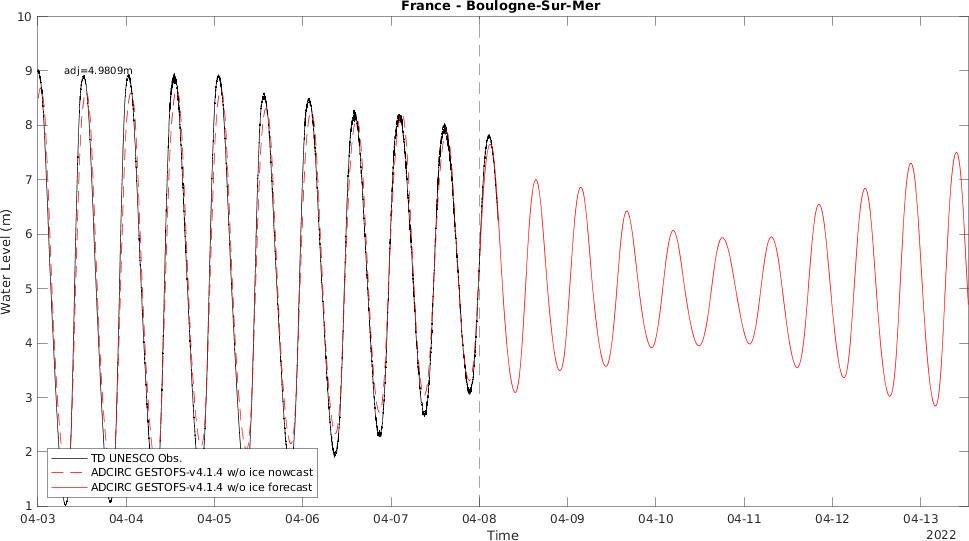 France - Boulogne-Sur-Mer
10
9
8
7
6
5
4
3
2
1
Water Level (m)
adj=4.9809m
TD UNESCO Obs.
ADCIRC GESTOFS-v4.1.4 w/o ice nowcast
ADCIRC GESTOFS-v4.1.4 w/o ice forecast
04-03 04-04 04-05 04-06 04-07 04-08 04-09 04-10 04-11 04-12 04-13
Time
2022